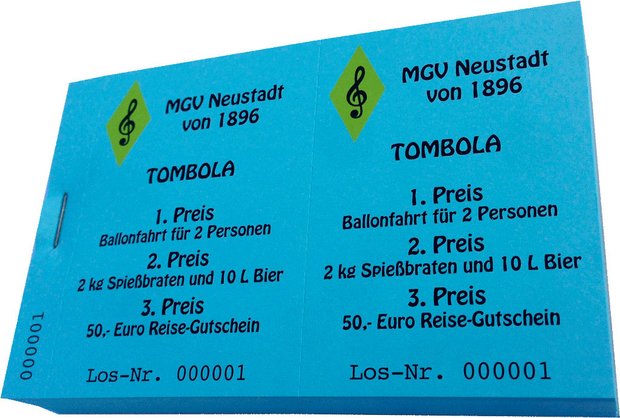 MGV Neustadt
von 1896
TOMBOLA
1. Preis
Ballonfahrt für 2 Personen
2. Preis
2 kg Spießbraten und 10 L Bier
3. Preis
50,- Euro Reise-Gutschein
Los-Nr. 000001
000001
MGV Neustadt
von 1896
TOMBOLA
1. Preis
Ballonfahrt für 2 Personen
2. Preis
2 kg Spießbraten und 10 L Bier
3. Preis
50,- Euro Reise-Gutschein
Los-Nr. 000001